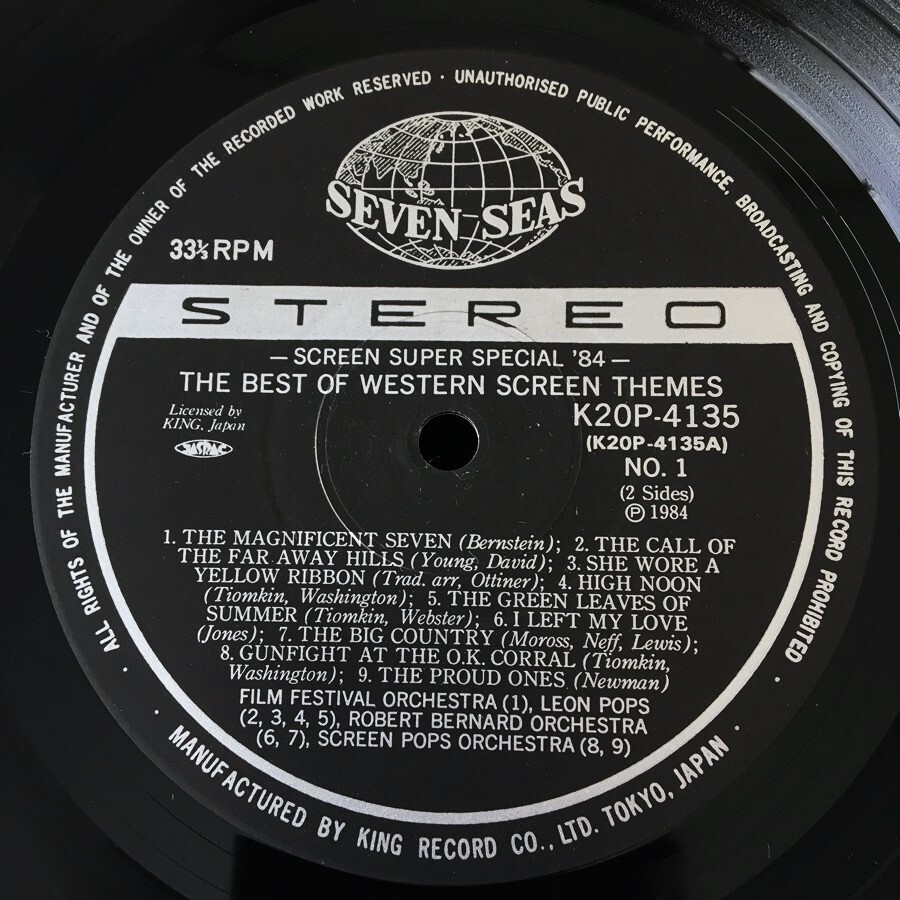 ALL RIGHTS OF THE MANUFACTURER AND OF THE OWNER OF THE RECORDED WORK RESERVED · UNAUTHORISED PUBLIC PERFORMANCE, BROADCASTING AND COPYING OF THIS RECORD PROHIBITED
SEVEN SEAS
33⅓ RPM
STEREO
— SCREEN SUPER SPECIAL '84 —
THE BEST OF WESTERN SCREEN THEMES
Licensed by
KING, Japan
JASRAC
K20P-4135
(K20P-4135A)
NO. 1
(2 Sides)
Ⓟ 1984
1. THE MAGNIFICENT SEVEN (Bernstein); 2. THE CALL OF
THE FAR AWAY HILLS (Young, David); 3. SHE WORE A
YELLOW RIBBON (Trad. arr, Ottiner); 4. HIGH NOON
(Tiomkin, Washington); 5. THE GREEN LEAVES OF
SUMMER (Tiomkin, Webster); 6. I LEFT MY LOVE
(Jones); 7. THE BIG COUNTRY (Moross, Neff, Lewis);
8. GUNFIGHT AT THE O.K. CORRAL (Tiomkin,
Washington); 9. THE PROUD ONES (Newman)
FILM FESTIVAL ORCHESTRA (1), LEON POPS
(2, 3, 4, 5), ROBERT BERNARD ORCHESTRA
(6, 7), SCREEN POPS ORCHESTRA (8, 9)
· MANUFACTURED BY KING RECORD CO., LTD. TOKYO, JAPAN ·